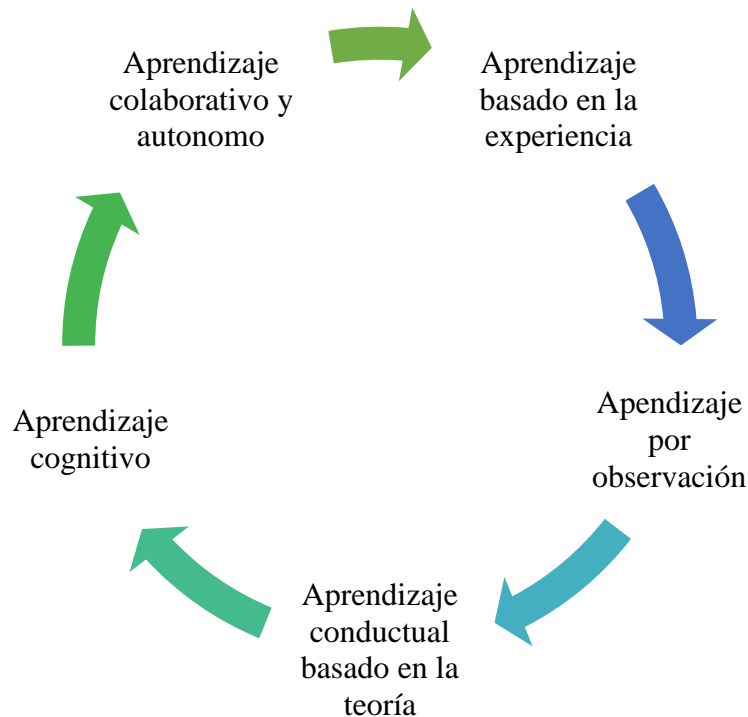 Aprendizaje
colaborativo y
autonomo
Aprendizaje
basado en la
experiencia
Apendizaje
por
observación
Aprendizaje
conductual
basado en la
teoría
Aprendizaje
cognitivo